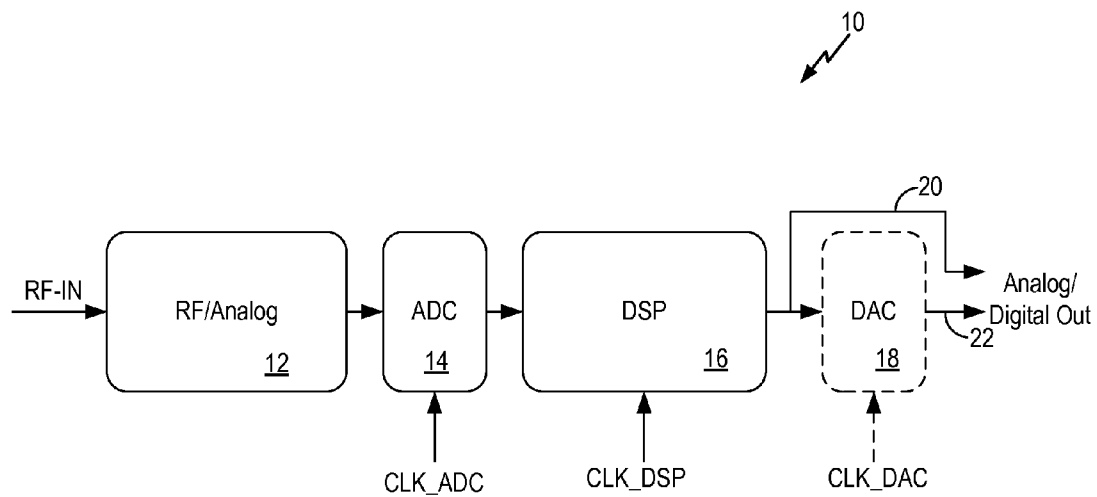 10
20
RF-IN
RF/Analog
12
ADC
14
DSP
16
DAC
18
Analog/
Digital Out
22
CLK_ADC
CLK_DSP
CLK_DAC